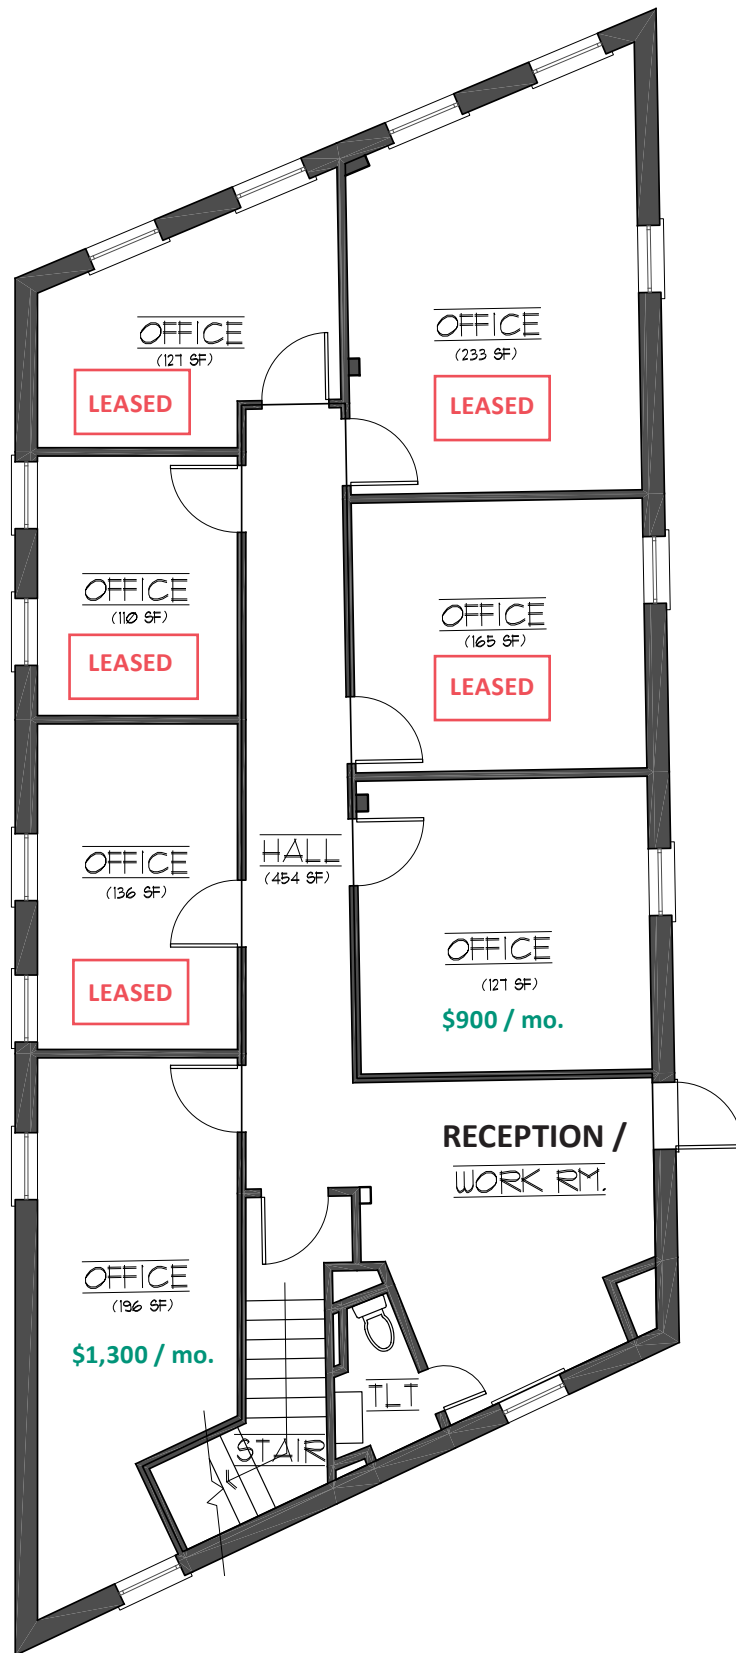 OFFICE
(127 SF)
LEASED
OFFICE
(233 SF)
LEASED
OFFICE
(110 SF)
LEASED
OFFICE
(165 SF)
LEASED
HALL
(454 SF)
OFFICE
(136 SF)
LEASED
OFFICE
(127 SF)
$900 / mo.
RECEPTION /
WORK RM.
OFFICE
(196 SF)
$1,300 / mo.
TLT
STAIR